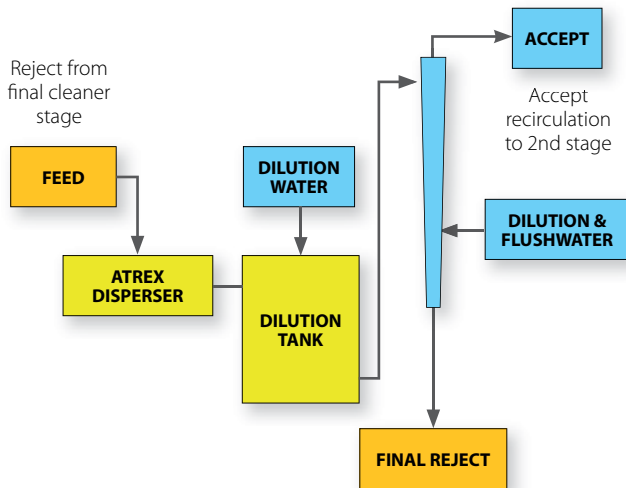 Reject from
final cleaner
stage
FEED
ATREX
DISPERSER
DILUTION
WATER
DILUTION
TANK
ACCEPT
Accept
recirculation
to 2nd stage
DILUTION &
FLUSHWATER
FINAL REJECT